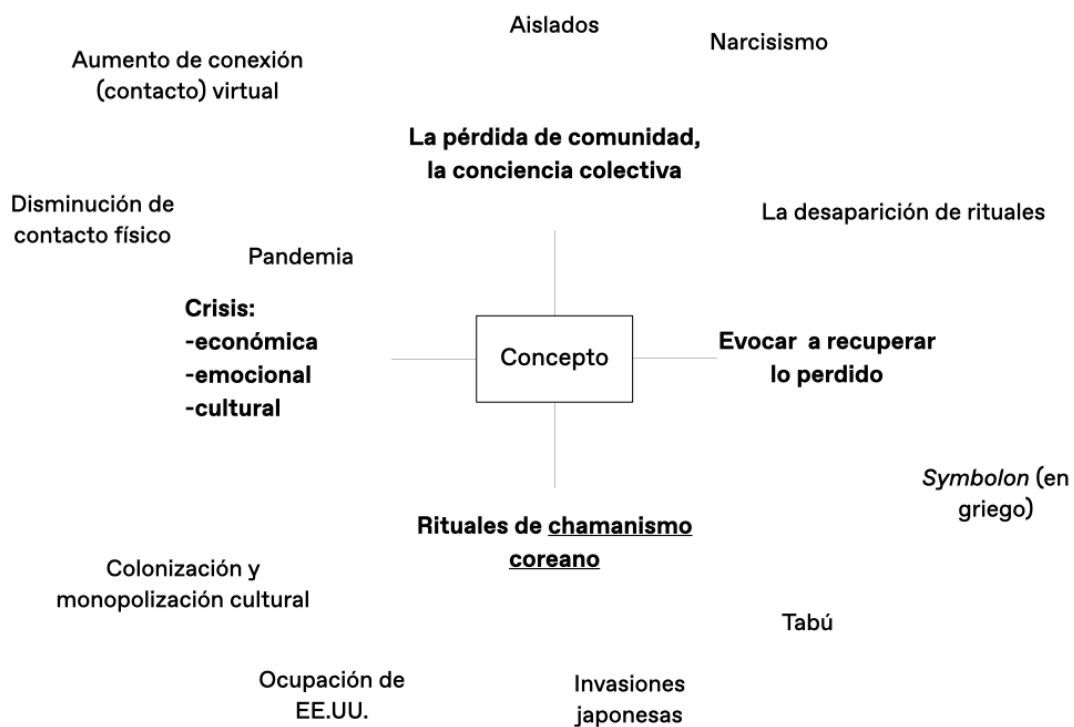 Aislados
Narcisismo
Aumento de conexión
(contacto) virtual
La pérdida de comunidad,
la conciencia colectiva
Disminución de
contacto físico
La desaparición de rituales
Pandemia
Crisis:
-económica
-emocional
-cultural
Concepto
Evocar a recuperar
lo perdido
Symbolon (en
griego)
Rituales de chamanismo
coreano
Colonización y
monopolización cultural
Tabú
Ocupación de
EE.UU.
Invasiones
japonesas